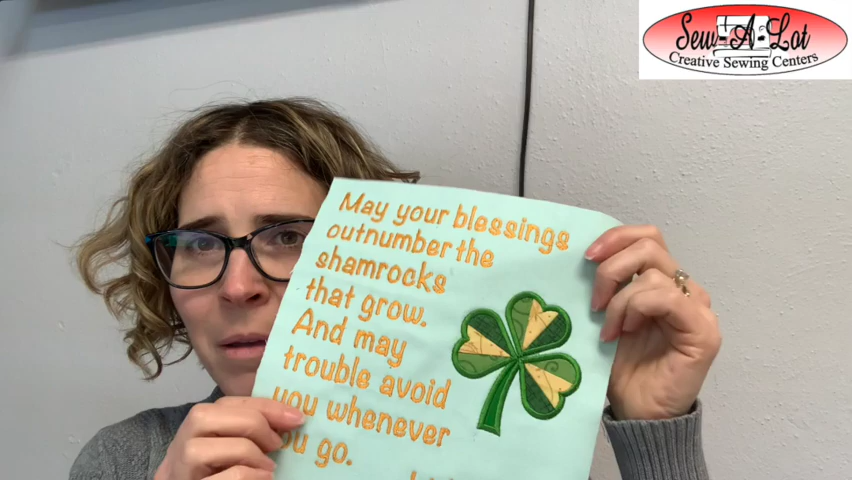 Sew-A-Lot
Creative Sewing Centers
May your blessings
outnumber the
shamrocks
that grow.
And may
trouble avoid
you whenever
ou go.